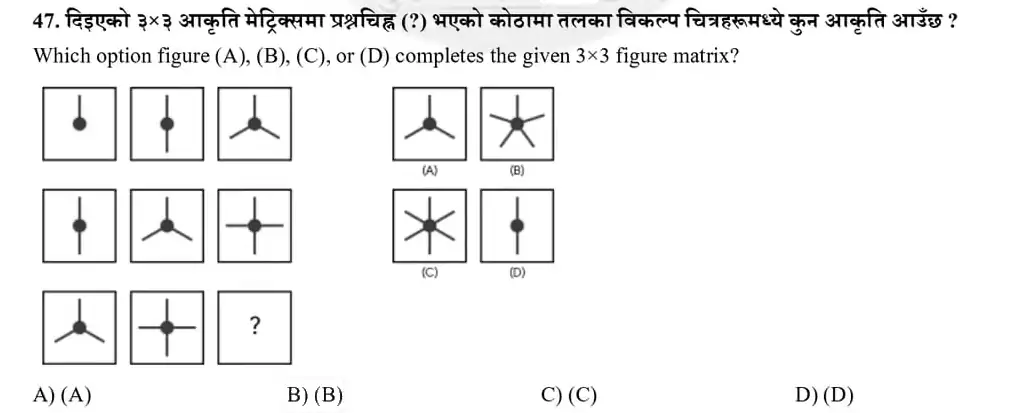 47. दिइएको ३×३ आकृति मेट्रिक्समा प्रश्नचिह्न (?) भएको कोठामा तलका विकल्प चित्रहरूमध्ये कुन आकृति आउँछ ?
Which option figure (A), (B), (C), or (D) completes the given 3×3 figure matrix?
(A) (B)
(C) (D)
?
A) (A) B) (B) C) (C) D) (D)